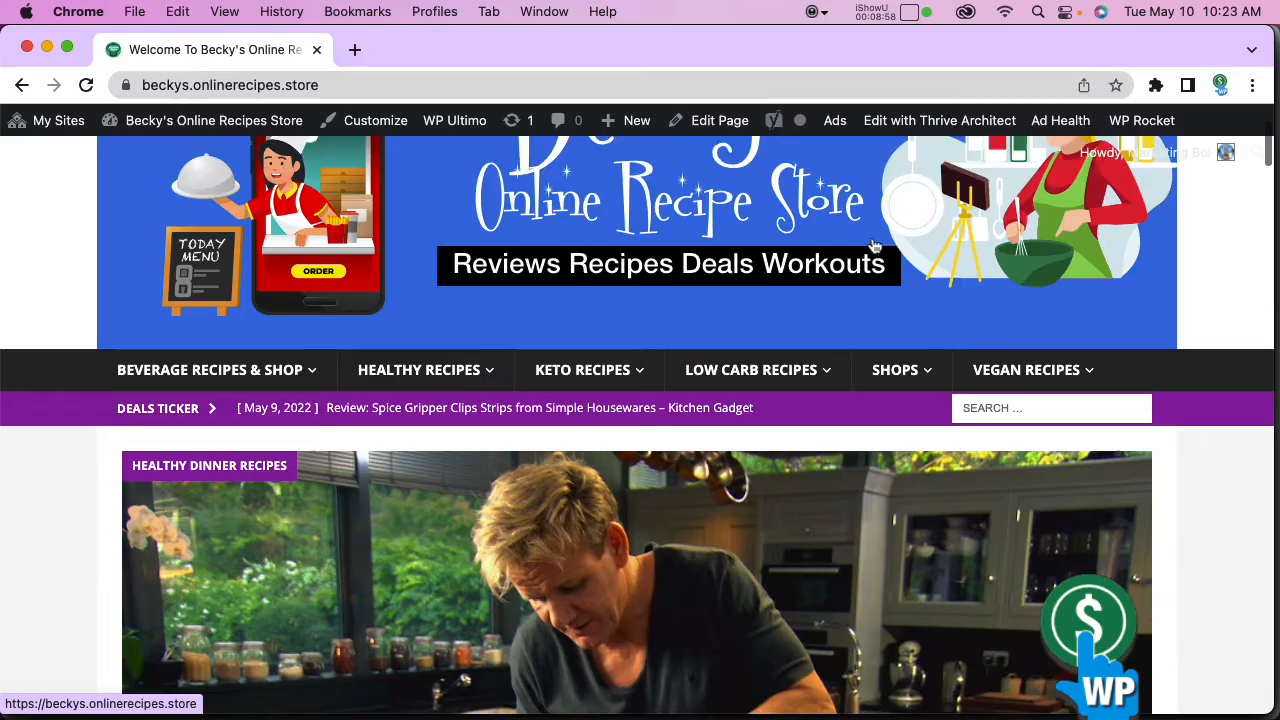 Chrome File Edit View History Bookmarks Profiles Tab Window Help iShowU 00:08:58 Tue May 10 10:23 AM
Welcome To Becky's Online Re
beckys.onlinerecipes.store
My Sites Becky's Online Recipes Store Customize WP Ultimo 1 0 New Edit Page Ads Edit with Thrive Architect Ad Health WP Rocket
Online Recipe Store
TODAY
MENU
ORDER
Reviews Recipes Deals Workouts
BEVERAGE RECIPES & SHOP HEALTHY RECIPES KETO RECIPES LOW CARB RECIPES SHOPS VEGAN RECIPES
DEALS TICKER [ May 9, 2022 ] Review: Spice Gripper Clips Strips from Simple Housewares – Kitchen Gadget SEARCH …
HEALTHY DINNER RECIPES
$
WP
https://beckys.onlinerecipes.store